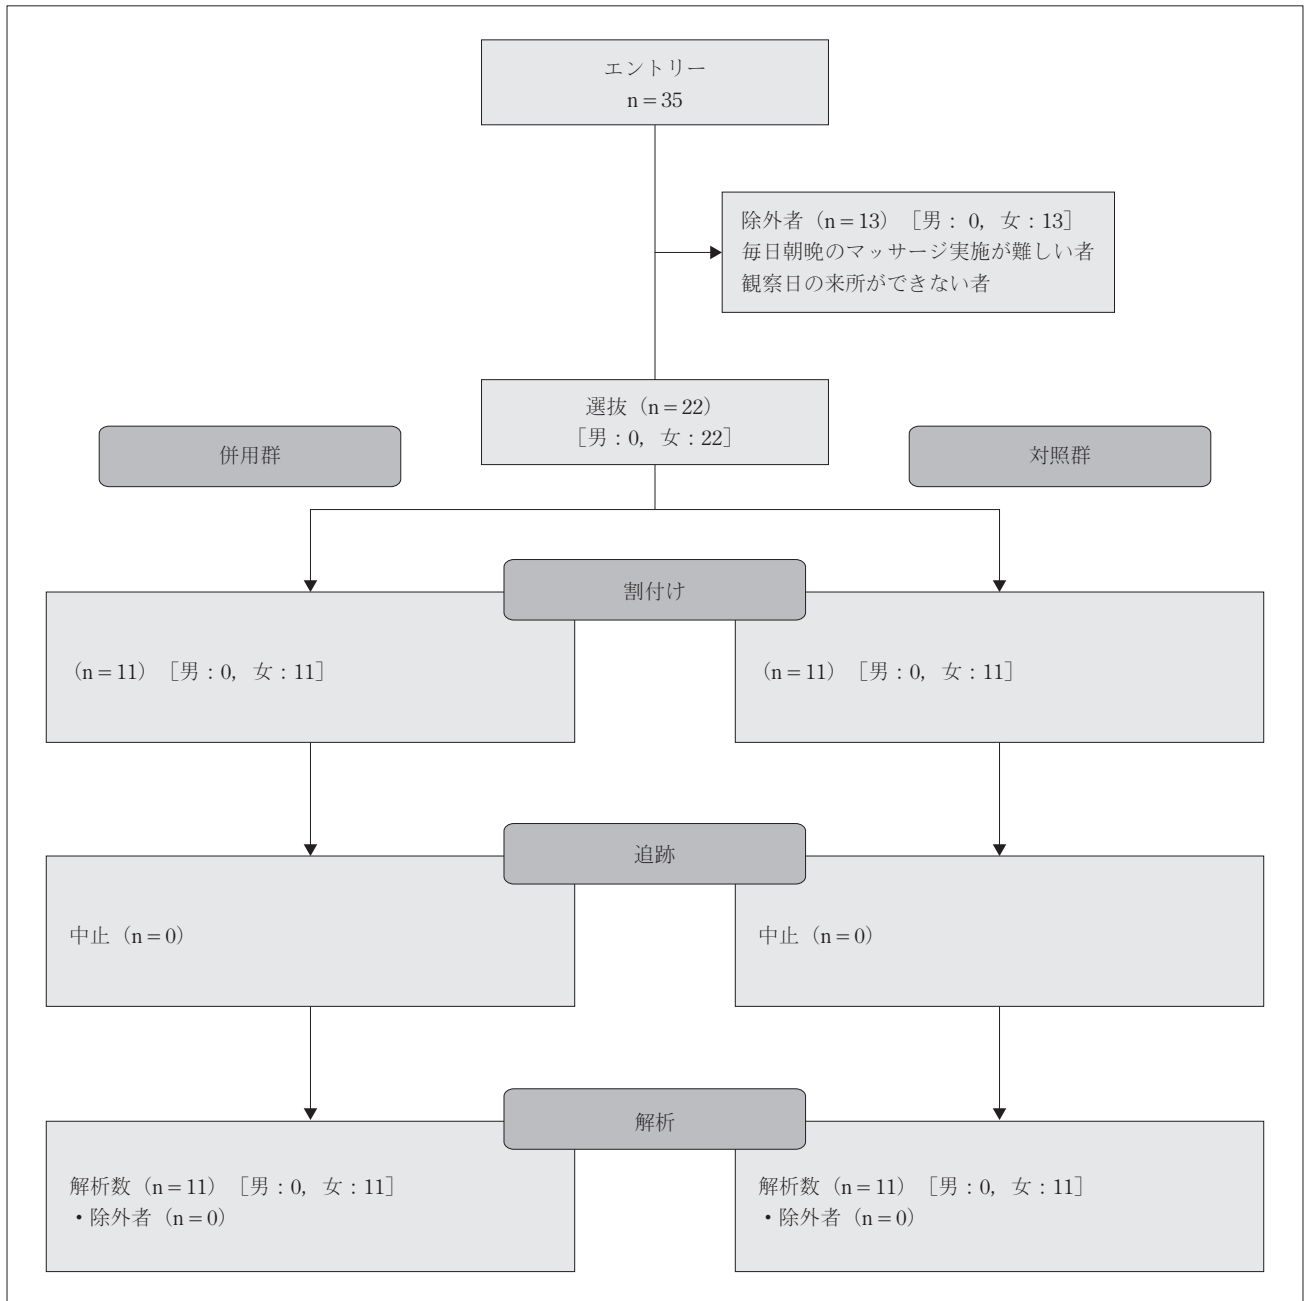 エントリー
n = 35
除外者（n = 13）［男： 0, 女：13］
毎日朝晩のマッサージ実施が難しい者
観察日の来所ができない者
選抜（n = 22）
［男：0, 女：22］
併用群
対照群
割付け
（n = 11）［男：0, 女：11］
（n = 11）［男：0, 女：11］
追跡
中止（n = 0）
中止（n = 0）
解析
解析数（n = 11）［男：0, 女：11］
・除外者（n = 0）
解析数（n = 11）［男：0, 女：11］
・除外者（n = 0）